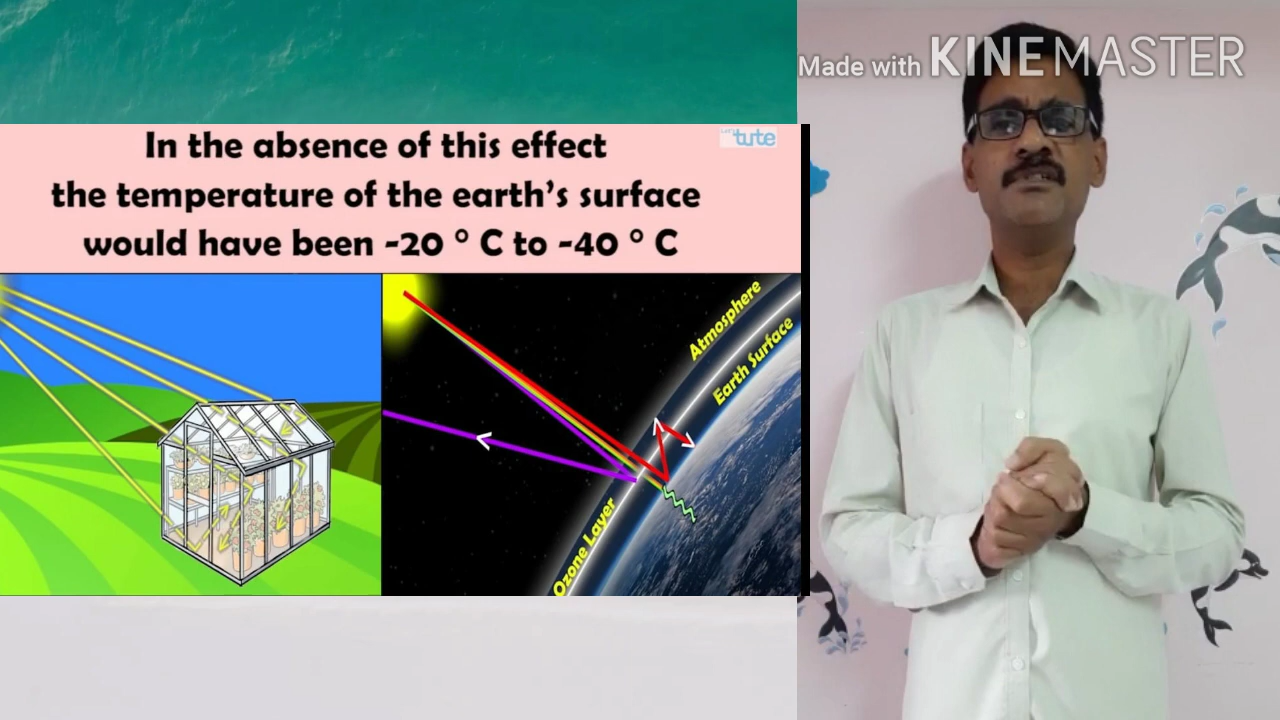 Made with KINEMASTER
In the absence of this effect
Let's tute
the temperature of the earth's surface
would have been -20 ° C to -40 ° C
Atmosphere
Earth Surface
Ozone Layer